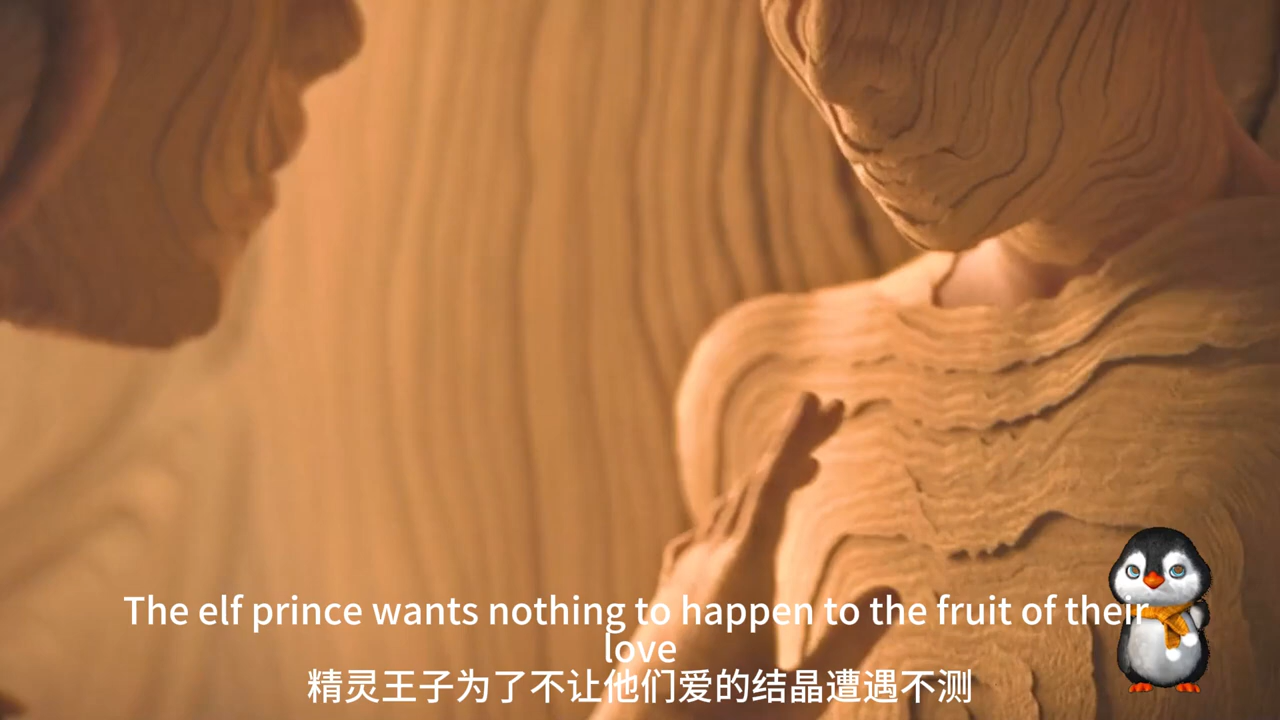 The elf prince wants nothing to happen to the fruit of their
love
精灵王子为了不让他们爱的结晶遭遇不测